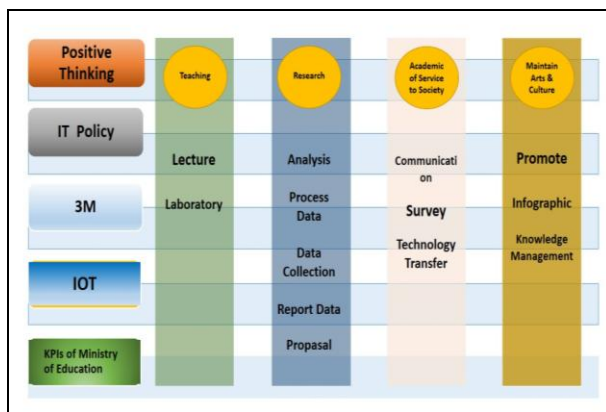 Positive
Thinking
IT Policy
3M
IOT
KPIs of Ministry
of Education
Teaching
Lecture
Laboratory
Research
Analysis
Process
Data
Data
Collection
Report Data
Propasal
Academic
of Service
to Society
Communicati
on
Survey
Technology
Transfer
Maintain
Arts &
Culture
Promote
Infographic
Knowledge
Management